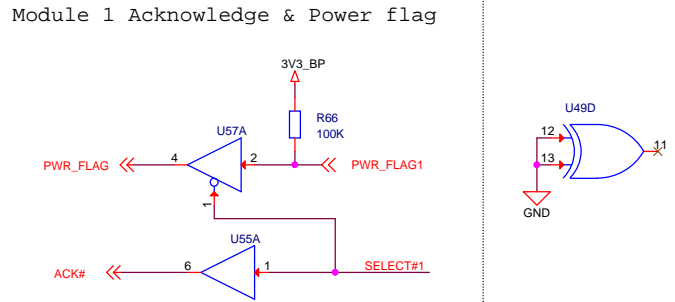 Module 1 Acknowledge & Power flag
3V3_BP
R66
100K
U57A
PWR_FLAG
4
2
PWR_FLAG1
1
U55A
ACK#
6
1
SELECT#1
U49D
12
13
11
GND